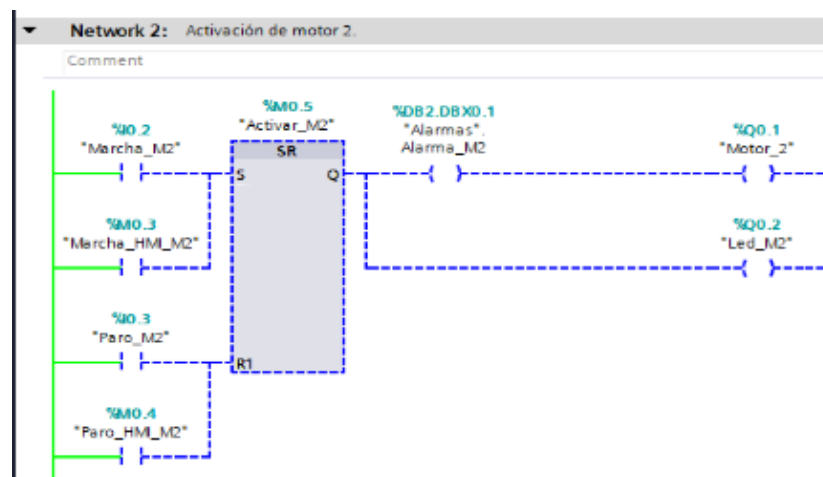 Network 2: Activación de motor 2.
Comment
%M0.5
"Activar_M2"
%DB2.DBX0.1
"Alarmas".
Alarma_M2
%I0.2
"Marcha_M2"
%Q0.1
"Motor_2"
SR
S
Q
%M0.3
"Marcha_HMI_M2"
%Q0.2
"Led_M2"
%I0.3
"Paro_M2"
R1
%M0.4
"Paro_HMI_M2"